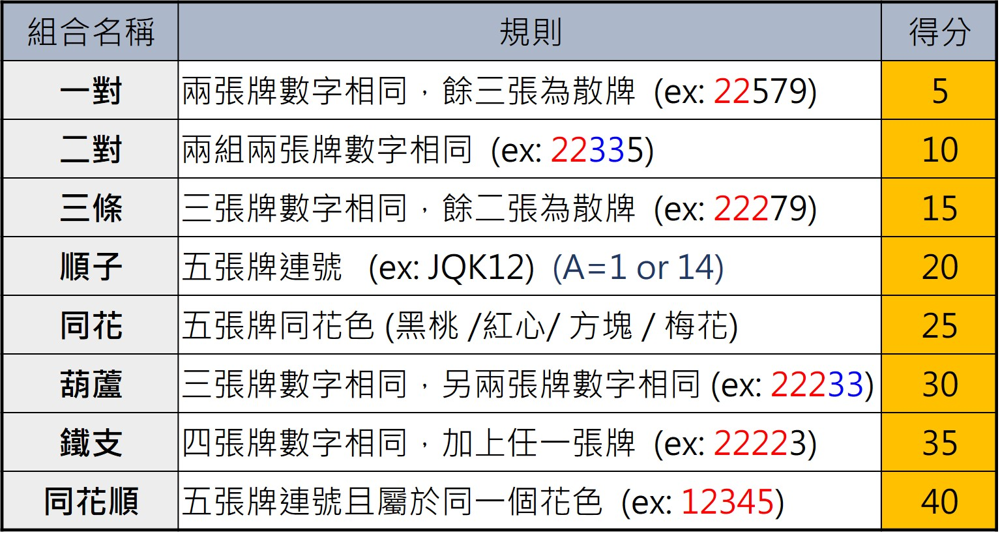 組合名稱 規則 得分
一對 兩張牌數字相同，餘三張為散牌 (ex: 22579) 5
二對 兩組兩張牌數字相同 (ex: 22335) 10
三條 三張牌數字相同，餘二張為散牌 (ex: 22279) 15
順子 五張牌連號 (ex: JQK12) (A=1 or 14) 20
同花 五張牌同花色 (黑桃 /紅心/ 方塊 / 梅花) 25
葫蘆 三張牌數字相同，另兩張牌數字相同 (ex: 22233) 30
鐵支 四張牌數字相同，加上任一張牌 (ex: 22223) 35
同花順 五張牌連號且屬於同一個花色 (ex: 12345) 40